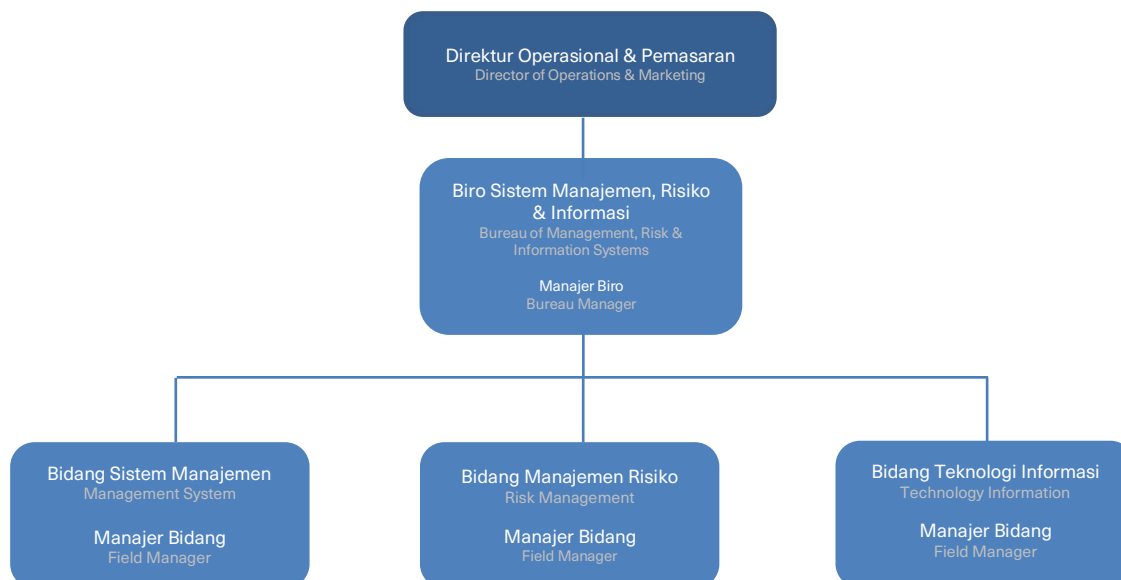 Direktur Operasional & Pemasaran
Director of Operations & Marketing
Biro Sistem Manajemen, Risiko
& Informasi
Bureau of Management, Risk &
Information Systems
Manajer Biro
Bureau Manager
Bidang Sistem Manajemen
Management System
Manajer Bidang
Field Manager
Bidang Manajemen Risiko
Risk Management
Manajer Bidang
Field Manager
Bidang Teknologi Informasi
Technology Information
Manajer Bidang
Field Manager